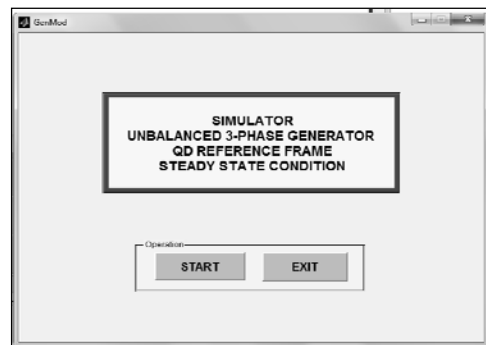 GenMod
SIMULATOR
UNBALANCED 3-PHASE GENERATOR
QD REFERENCE FRAME
STEADY STATE CONDITION
Operation
START
EXIT